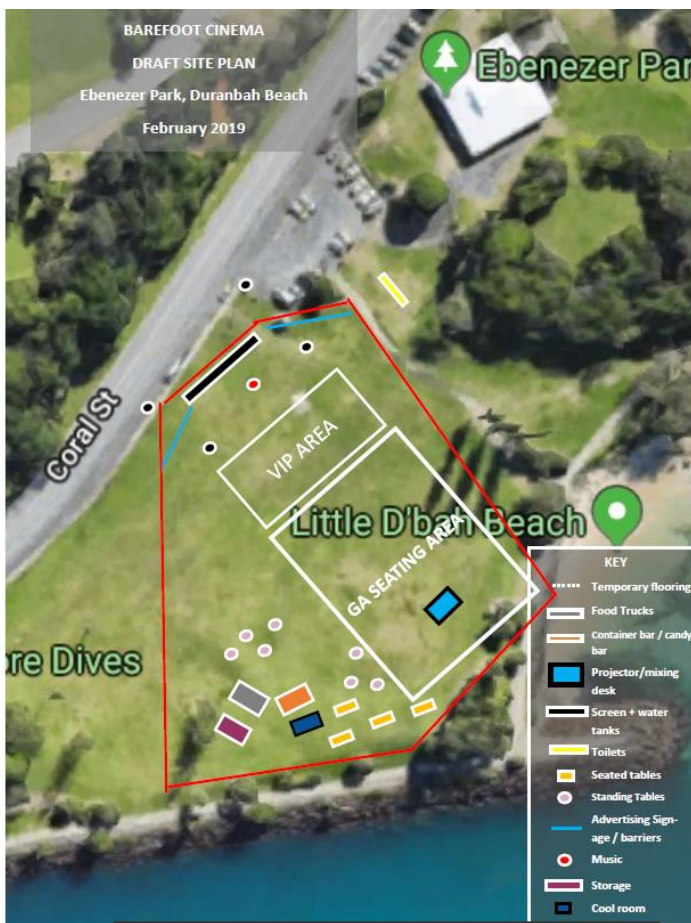 BAREFOOT CINEMA
DRAFT SITE PLAN
Ebenezer Park, Duranbah Beach
February 2019
Ebenezer Par
Coral St
VIP AREA
Little D'bah Beach
GA SEATING AREA
ore Dives
KEY
Temporary flooring
Food Trucks
Container bar / candy
bar
Projector/mixing
desk
Screen + water
tanks
Toilets
Seated tables
Standing Tables
Advertising Sign-
age / barriers
Music
Storage
Cool room